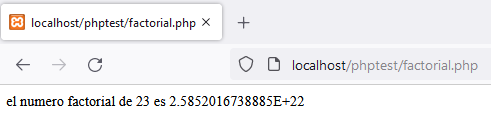 localhost/phptest/factorial.php
localhost/phptest/factorial.php
el numero factorial de 23 es 2.5852016738885E+22